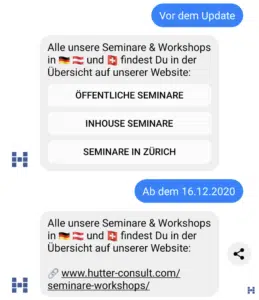 Vor dem Update
Alle unsere Seminare & Workshops
in 🇩🇪 🇦🇹 und 🇨🇭 findest Du in der
Übersicht auf unserer Website:
ÖFFENTLICHE SEMINARE
INHOUSE SEMINARE
SEMINARE IN ZÜRICH
Ab dem 16.12.2020
Alle unsere Seminare & Workshops
in 🇩🇪 🇦🇹 und 🇨🇭 findest Du in der
Übersicht auf unserer Website:
🔗 www.hutter-consult.com/
seminare-workshops/